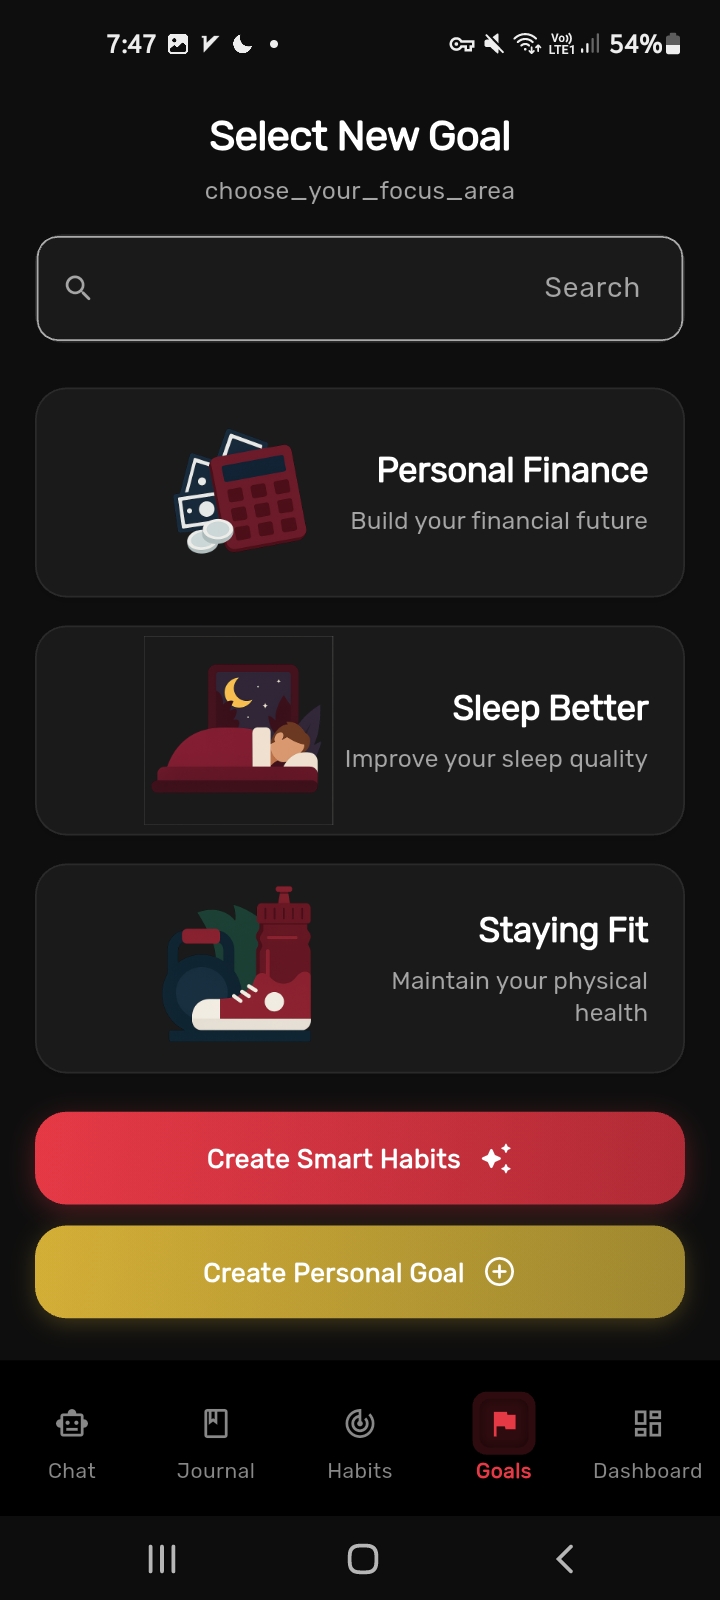 7:47
Vo)) LTE1 54%
Select New Goal
choose_your_focus_area
Search
Personal Finance
Build your financial future
Sleep Better
Improve your sleep quality
Staying Fit
Maintain your physical
health
Create Smart Habits
Create Personal Goal
Chat Journal Habits Goals Dashboard